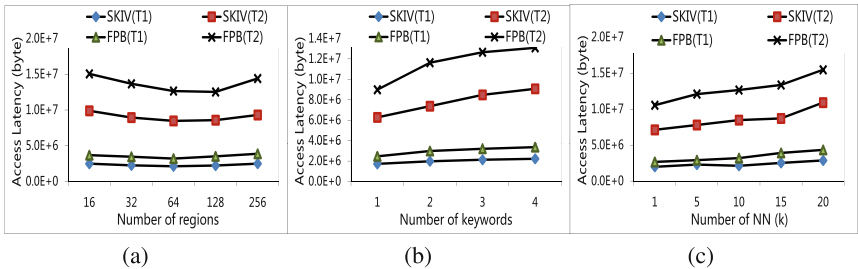 SKIV(T1) SKIV(T2)
FPB(T1) FPB(T2)
Access Latency (byte)
2.0E+7
1.5E+7
1.0E+7
5.0E+6
0.0E+0
16 32 64 128 256
Number of regions
(a)
SKIV(T1) SKIV(T2)
FPB(T1) FPB(T2)
Access Latency (byte)
1.4E+7
1.2E+7
1.0E+7
8.0E+6
6.0E+6
4.0E+6
2.0E+6
0.0E+0
1 2 3 4
Number of keywords
(b)
SKIV(T1) SKIV(T2)
FPB(T1) FPB(T2)
Access Latency (byte)
2.0E+7
1.5E+7
1.0E+7
5.0E+6
0.0E+0
1 5 10 15 20
Number of NN (k)
(c)